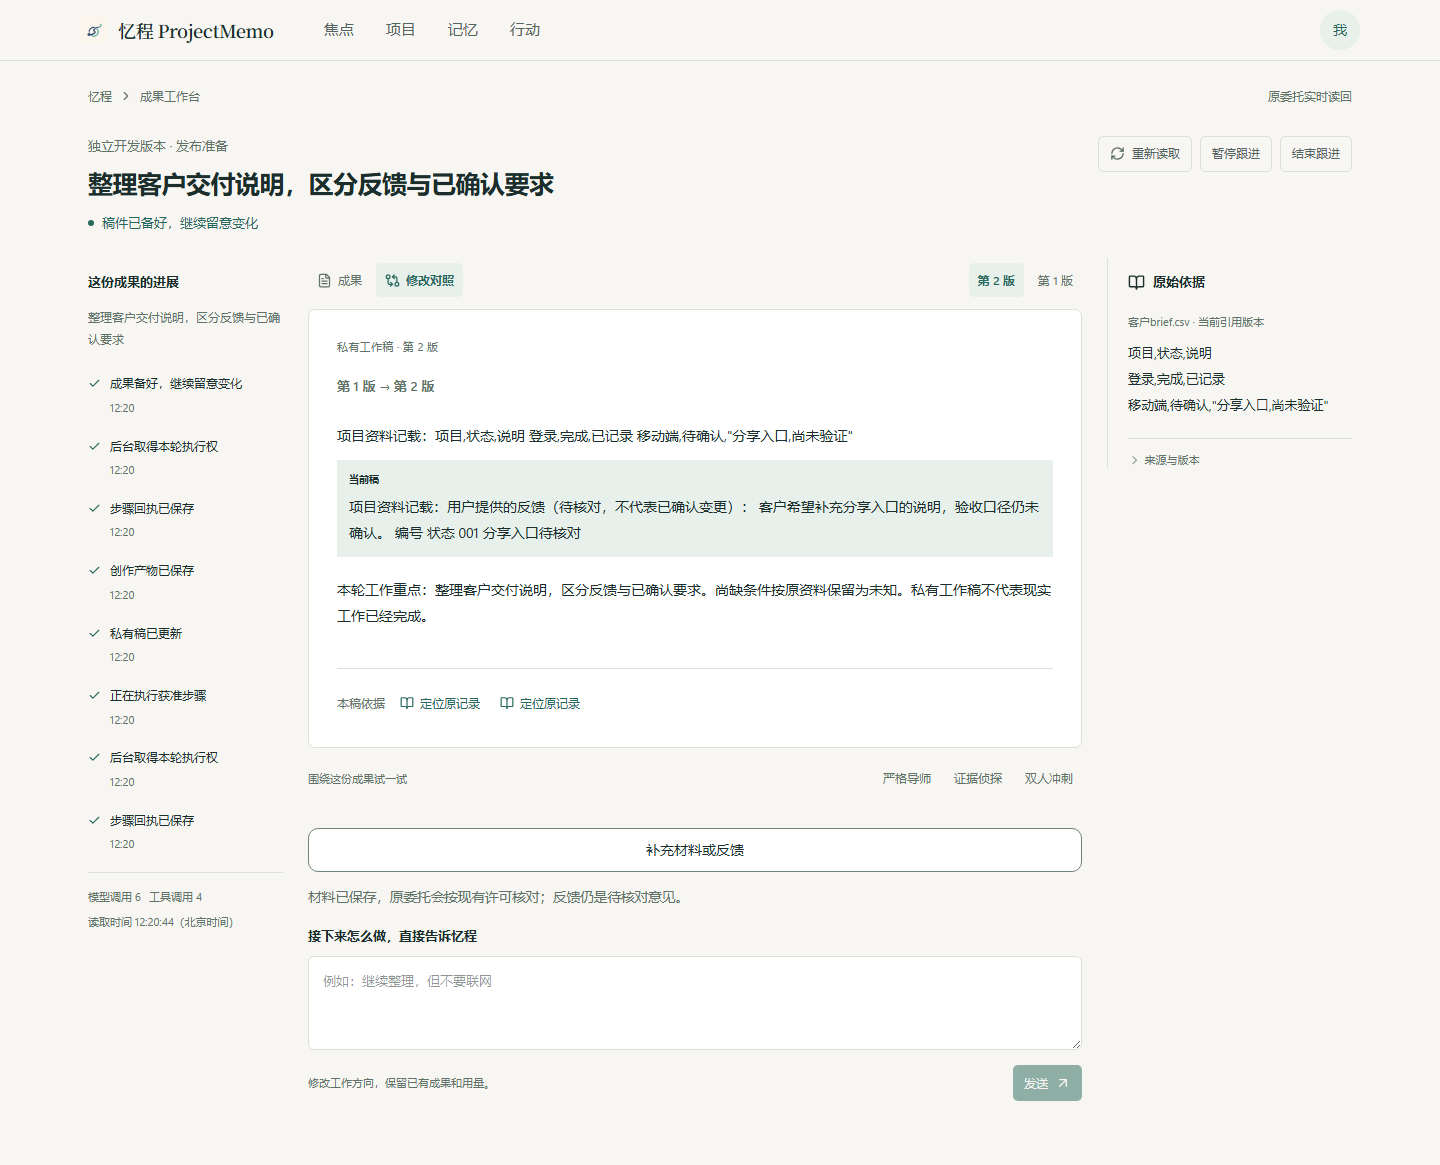 忆程 ProjectMemo
焦点
项目
记忆
行动
我
忆程 > 成果工作台
原委托实时读回
独立开发版本 · 发布准备
整理客户交付说明，区分反馈与已确认要求
稿件已备好，继续留意变化
重新读取
暂停跟进
结束跟进
这份成果的进展
整理客户交付说明，区分反馈与已确
认要求
成果备好，继续留意变化
12:20
后台取得本轮执行权
12:20
步骤回执已保存
12:20
创作产物已保存
12:20
私有稿已更新
12:20
正在执行获准步骤
12:20
后台取得本轮执行权
12:20
步骤回执已保存
12:20
模型调用 6 工具调用 4
读取时间 12:20:44（北京时间）
成果
修改对照
第 2 版
第 1 版
私有工作稿 · 第 2 版
第 1 版 → 第 2 版
项目资料记载：项目,状态,说明 登录,完成,已记录 移动端,待确认,"分享入口,尚未验证"
当前稿
项目资料记载：用户提供的反馈（待核对，不代表已确认变更）： 客户希望补充分享入口的说明，验收口径仍未
确认。 编号 状态 001 分享入口待核对
本轮工作重点：整理客户交付说明，区分反馈与已确认要求。尚缺条件按原资料保留为未知。私有工作稿不代表现实
工作已经完成。
本稿依据
定位原记录
定位原记录
围绕这份成果试一试
严格导师
证据侦探
双人冲刺
补充材料或反馈
材料已保存，原委托会按现有许可核对；反馈仍是待核对意见。
接下来怎么做，直接告诉忆程
例如：继续整理，但不要联网
修改工作方向，保留已有成果和用量。
发送
原始依据
客户brief.csv · 当前引用版本
项目,状态,说明
登录,完成,已记录
移动端,待确认,"分享入口,尚未验证"
来源与版本